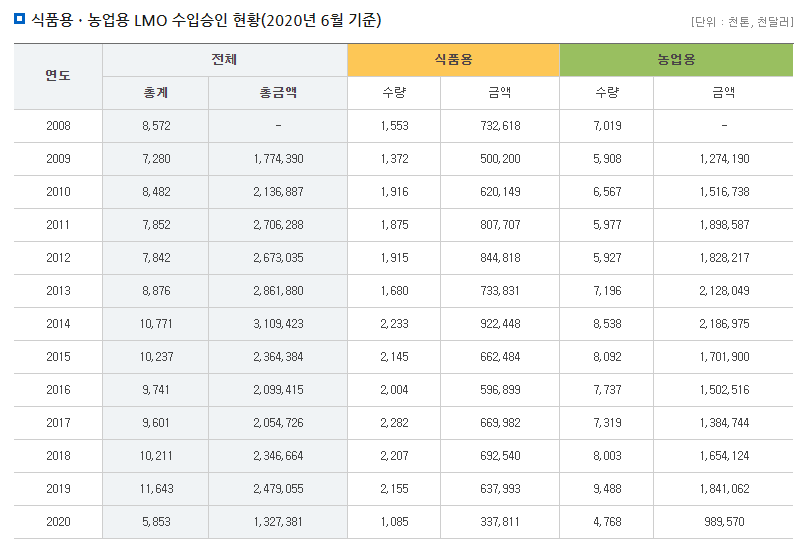 식품용 · 농업용 LMO 수입승인 현황(2020년 6월 기준)
[단위 : 천톤, 천달러]
연도 전체 식품용 농업용
총계 총금액 수량 금액 수량 금액
2008 8,572 - 1,553 732,618 7,019 -
2009 7,280 1,774,390 1,372 500,200 5,908 1,274,190
2010 8,482 2,136,887 1,916 620,149 6,567 1,516,738
2011 7,852 2,706,288 1,875 807,707 5,977 1,898,587
2012 7,842 2,673,035 1,915 844,818 5,927 1,828,217
2013 8,876 2,861,880 1,680 733,831 7,196 2,128,049
2014 10,771 3,109,423 2,233 922,448 8,538 2,186,975
2015 10,237 2,364,384 2,145 662,484 8,092 1,701,900
2016 9,741 2,099,415 2,004 596,899 7,737 1,502,516
2017 9,601 2,054,726 2,282 669,982 7,319 1,384,744
2018 10,211 2,346,664 2,207 692,540 8,003 1,654,124
2019 11,643 2,479,055 2,155 637,993 9,488 1,841,062
2020 5,853 1,327,381 1,085 337,811 4,768 989,570